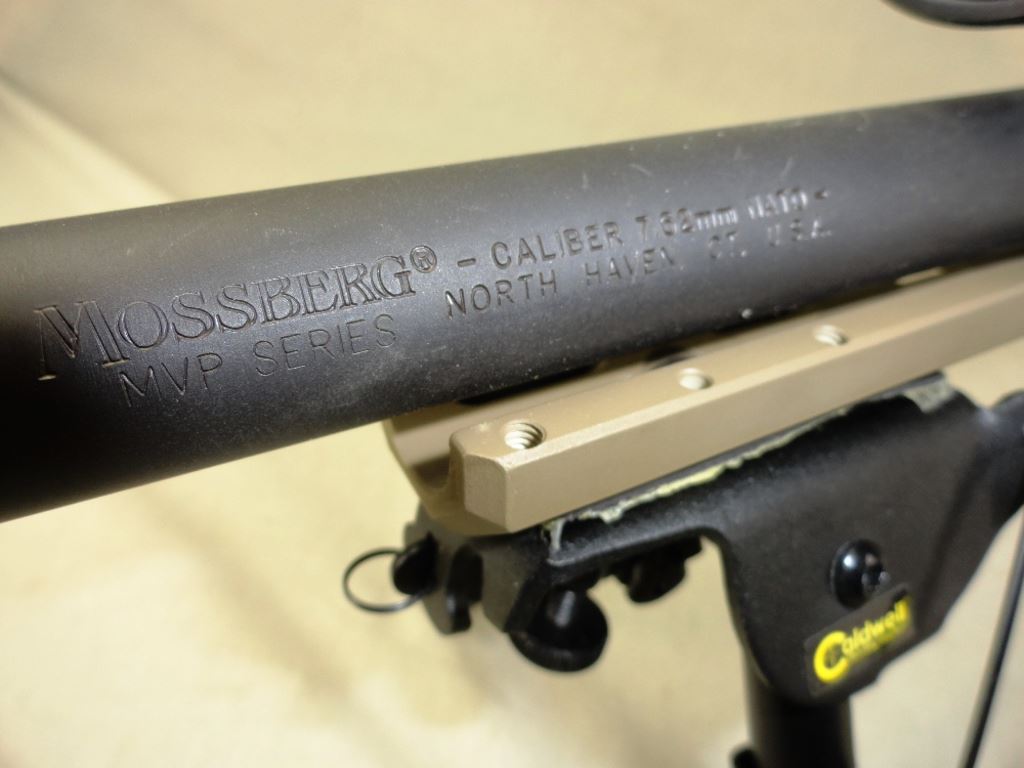 MOSSBERG® - CALIBER 7.62mm NATO -
MVP SERIES NORTH HAVEN, CT, U.S.A.
Caldwell